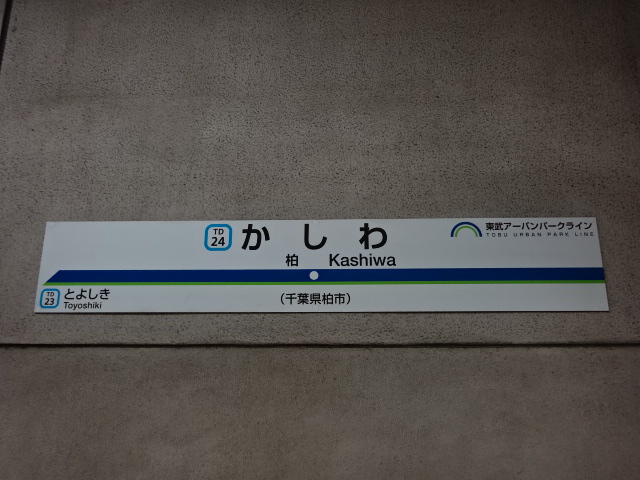 TD
24
かしわ
柏 Kashiwa
東武アーバンパークライン
TOBU URBAN PARK LINE
TD
23
とよしき
Toyoshiki
(千葉県柏市)